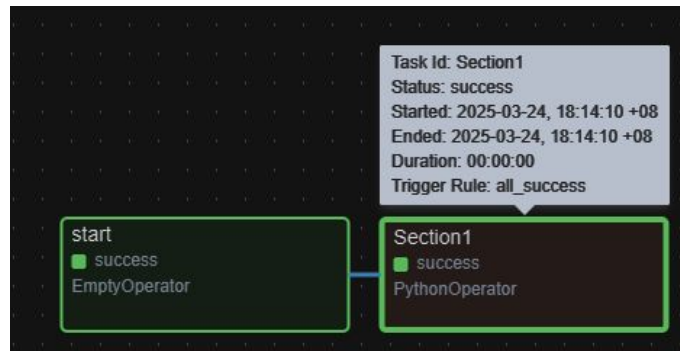 Task Id: Section1
Status: success
Started: 2025-03-24, 18:14:10 +08
Ended: 2025-03-24, 18:14:10 +08
Duration: 00:00:00
Trigger Rule: all_success
start
success
EmptyOperator
Section1
success
PythonOperator